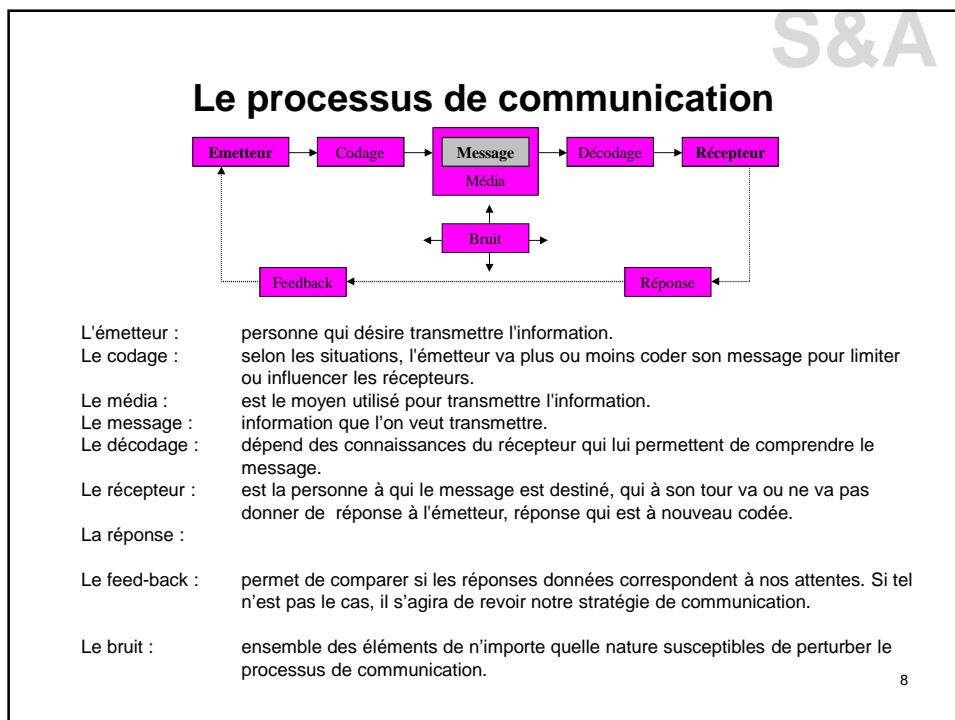 S&A
Le processus de communication
Emetteur Codage Message Décodage Récepteur
Média
Bruit
Feedback Réponse
L'émetteur : personne qui désire transmettre l'information.
Le codage : selon les situations, l'émetteur va plus ou moins coder son message pour limiter
ou influencer les récepteurs.
Le média : est le moyen utilisé pour transmettre l'information.
Le message : information que l'on veut transmettre.
Le décodage : dépend des connaissances du récepteur qui lui permettent de comprendre le
message.
Le récepteur : est la personne à qui le message est destiné, qui à son tour va ou ne va pas
donner de réponse à l'émetteur, réponse qui est à nouveau codée.
La réponse :
Le feed-back : permet de comparer si les réponses données correspondent à nos attentes. Si tel
n’est pas le cas, il s’agira de revoir notre stratégie de communication.
Le bruit : ensemble des éléments de n’importe quelle nature susceptibles de perturber le
processus de communication.
8